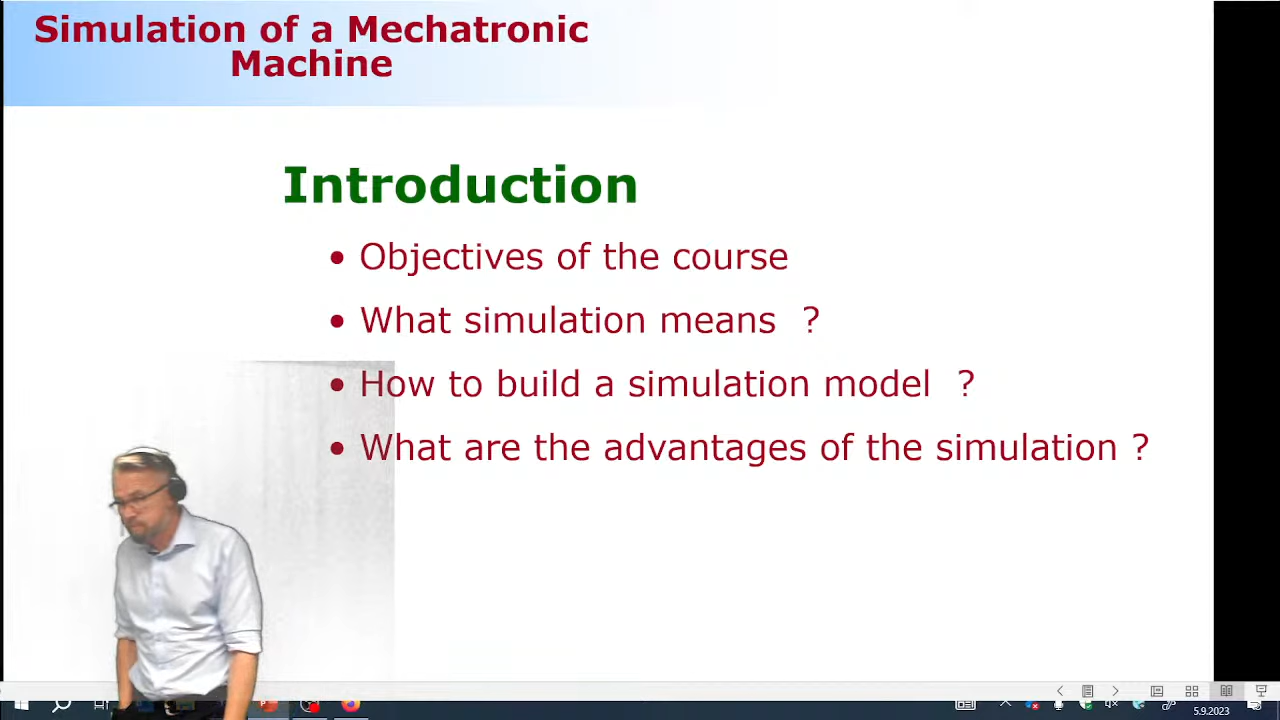 Simulation of a Mechatronic
Machine
Introduction
• Objectives of the course
• What simulation means  ?
• How to build a simulation model  ?
• What are the advantages of the simulation ?
5.9.2023